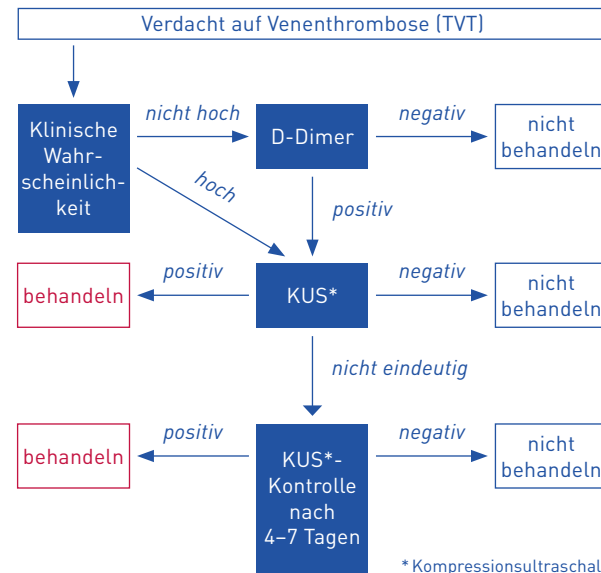 Verdacht auf Venenthrombose (TVT)
Klinische
Wahr-
scheinlich-
keit
nicht hoch
D-Dimer
negativ
nicht
behandeln
hoch
positiv
behandeln
positiv
KUS*
negativ
nicht
behandeln
nicht eindeutig
behandeln
positiv
KUS*-
Kontrolle
nach
4–7 Tagen
negativ
nicht
behandeln
* Kompressionsultraschal